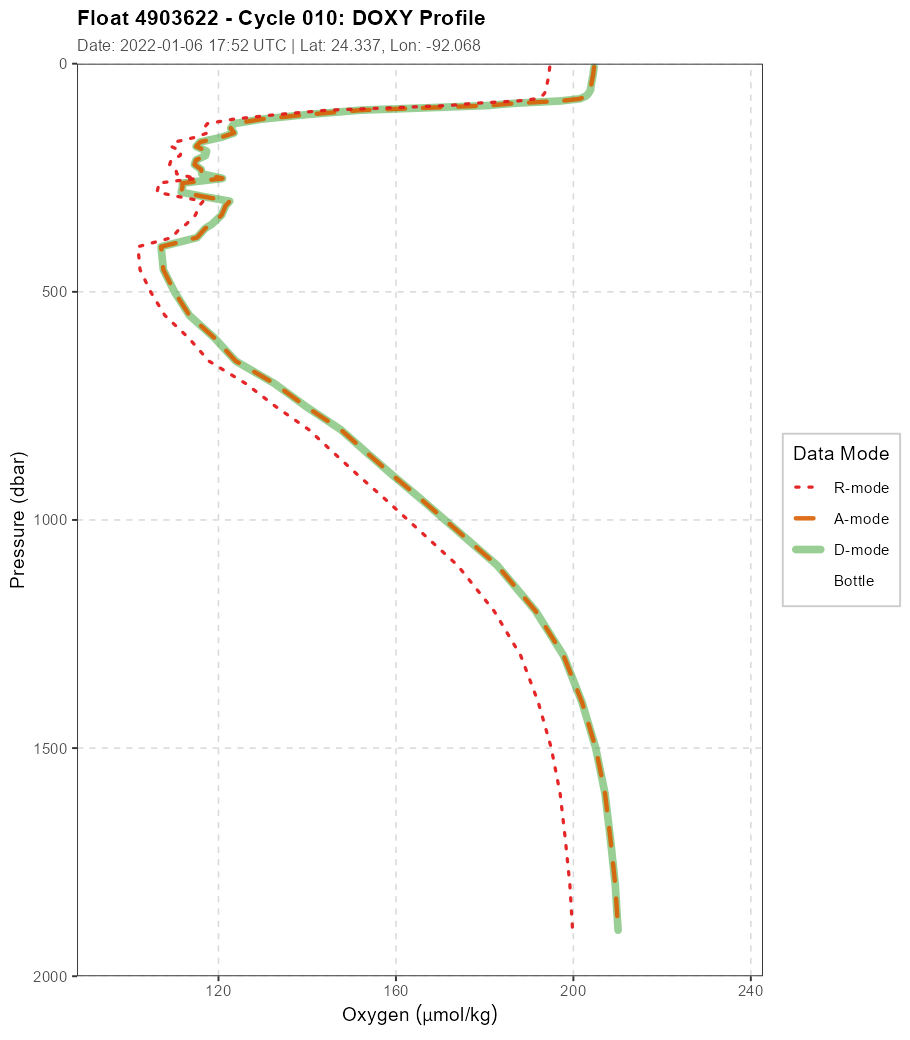 Float 4903622 - Cycle 010: DOXY Profile
Date: 2022-01-06 17:52 UTC | Lat: 24.337, Lon: -92.068
0
500
1000
1500
2000
Pressure (dbar)
120 160 200 240
Oxygen (μmol/kg)
Data Mode
R-mode
A-mode
D-mode
Bottle